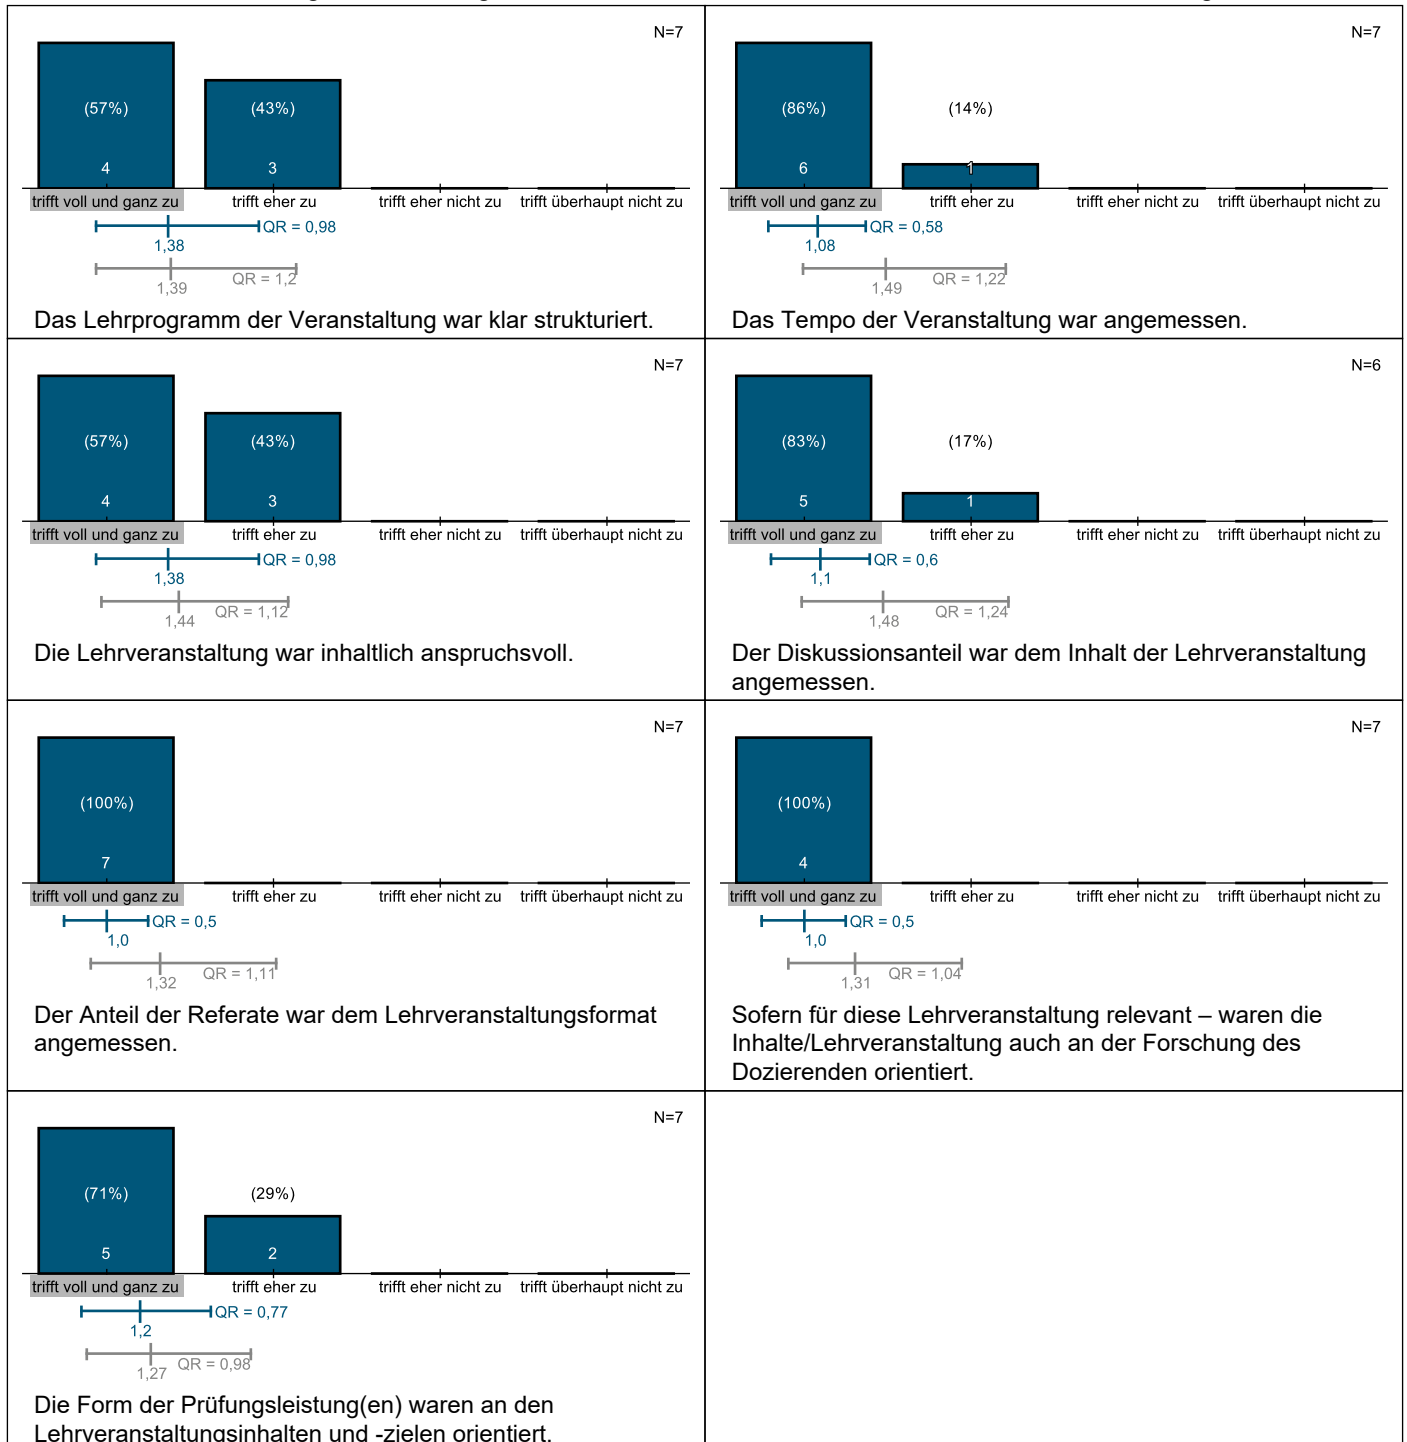 N=7
(57%)
(43%)
4
3
trifft voll und ganz zu
trifft eher zu
trifft eher nicht zu
trifft überhaupt nicht zu
QR = 0,98
1,38
QR = 1,2
1,39
Das Lehrprogramm der Veranstaltung war klar strukturiert.
N=7
(86%)
(14%)
6
1
trifft voll und ganz zu
trifft eher zu
trifft eher nicht zu
trifft überhaupt nicht zu
QR = 0,58
1,08
QR = 1,22
1,49
Das Tempo der Veranstaltung war angemessen.
N=7
(57%)
(43%)
4
3
trifft voll und ganz zu
trifft eher zu
trifft eher nicht zu
trifft überhaupt nicht zu
QR = 0,98
1,38
QR = 1,12
1,44
Die Lehrveranstaltung war inhaltlich anspruchsvoll.
N=6
(83%)
(17%)
5
1
trifft voll und ganz zu
trifft eher zu
trifft eher nicht zu
trifft überhaupt nicht zu
QR = 0,6
1,1
QR = 1,24
1,48
Der Diskussionsanteil war dem Inhalt der Lehrveranstaltung
angemessen.
N=7
(100%)
7
trifft voll und ganz zu
trifft eher zu
trifft eher nicht zu
trifft überhaupt nicht zu
QR = 0,5
1,0
QR = 1,11
1,32
Der Anteil der Referate war dem Lehrveranstaltungsformat
angemessen.
N=7
(100%)
4
trifft voll und ganz zu
trifft eher zu
trifft eher nicht zu
trifft überhaupt nicht zu
QR = 0,5
1,0
QR = 1,04
1,31
Sofern für diese Lehrveranstaltung relevant – waren die
Inhalte/Lehrveranstaltung auch an der Forschung des
Dozierenden orientiert.
N=7
(71%)
(29%)
5
2
trifft voll und ganz zu
trifft eher zu
trifft eher nicht zu
trifft überhaupt nicht zu
QR = 0,77
1,2
QR = 0,98
1,27
Die Form der Prüfungsleistung(en) waren an den
Lehrveranstaltungsinhalten und -zielen orientiert.